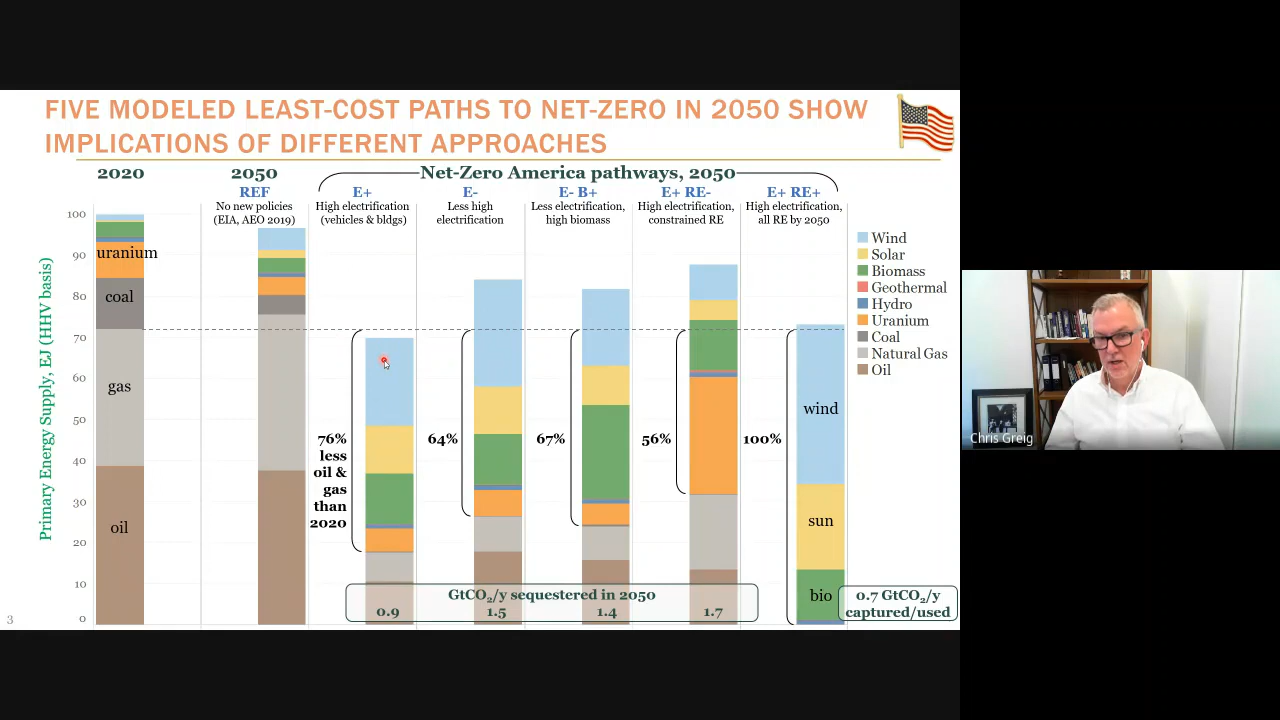 FIVE MODELED LEAST-COST PATHS TO NET-ZERO IN 2050 SHOW
IMPLICATIONS OF DIFFERENT APPROACHES
2020
2050
Net-Zero America pathways, 2050
REF
No new policies
(EIA, AEO 2019)
E+
High electrification
(vehicles & bldgs)
E-
Less high
electrification
E- B+
Less electrification,
high biomass
E+ RE-
High electrification,
constrained RE
E+ RE+
High electrification,
all RE by 2050
Primary Energy Supply, EJ (HHV basis)
100
90
80
70
60
50
40
30
20
10
0
uranium
coal
gas
oil
76%
less
oil &
gas
than
2020
64%
67%
56%
100%
wind
sun
bio
Wind
Solar
Biomass
Geothermal
Hydro
Uranium
Coal
Natural Gas
Oil
GtCO₂/y sequestered in 2050
0.9
1.5
1.4
1.7
0.7 GtCO₂/y
captured/used
3
Chris Greig